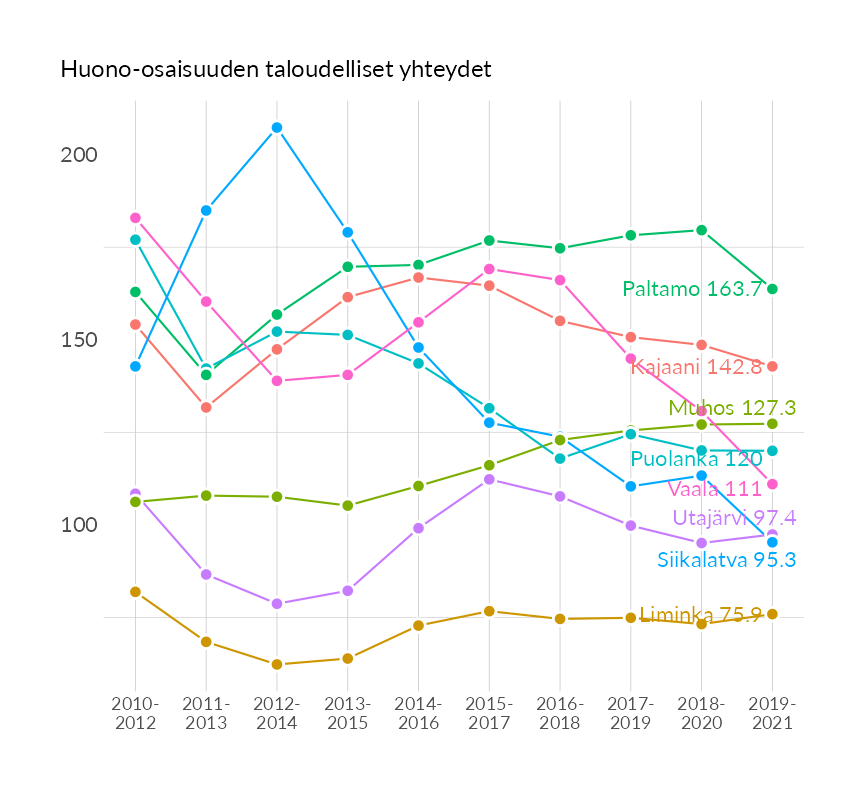 Huono-osaisuuden taloudelliset yhteydet
200
150
100
Paltamo 163.7
Kajaani 142.8
Muhos 127.3
Puolanka 120
Vaala 111
Utajärvi 97.4
Siikalatva 95.3
Liminka 75.9
2010- 2011- 2012- 2013- 2014- 2015- 2016- 2017- 2018- 2019-
2012 2013 2014 2015 2016 2017 2018 2019 2020 2021